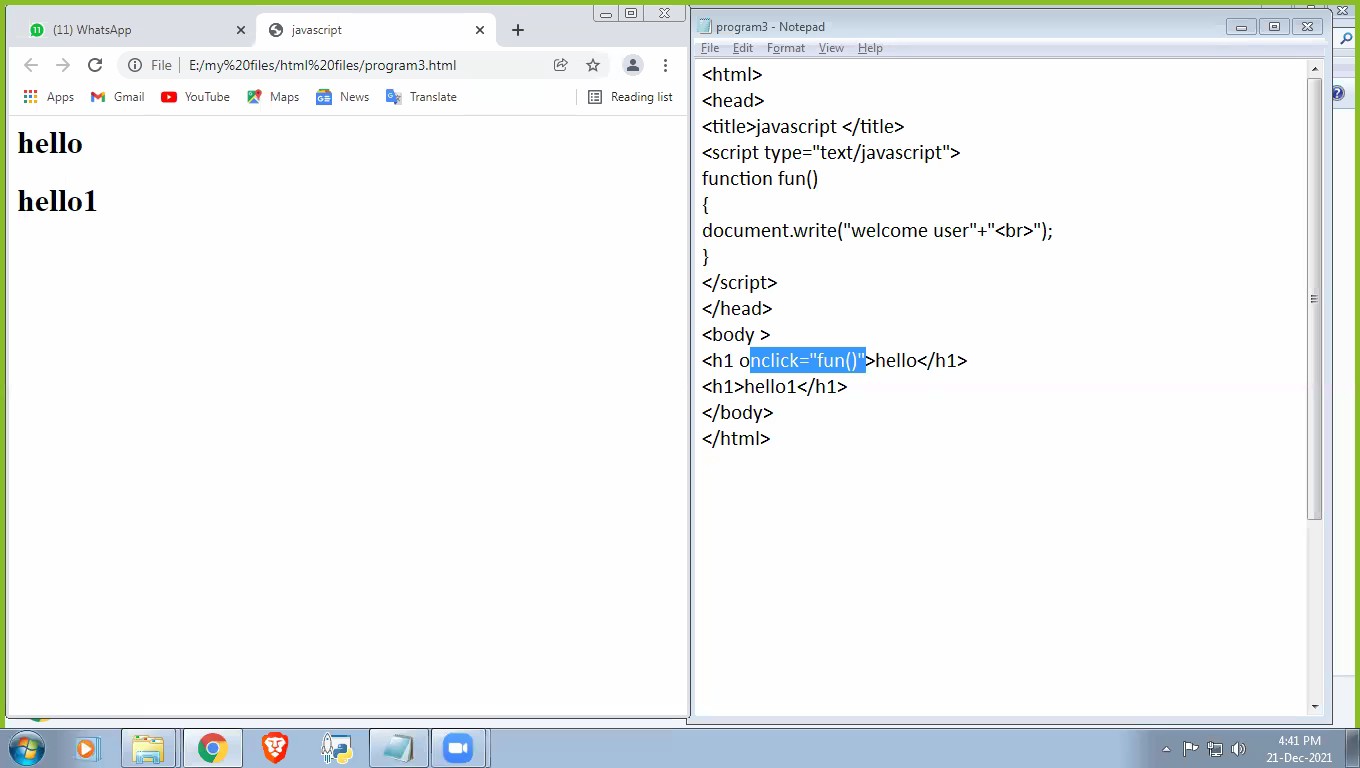 (11) WhatsApp
javascript
File
E:/my%20files/html%20files/program3.html
Apps
Gmail
YouTube
Maps
News
Translate
Reading list
hello
hello1
program3 - Notepad
File Edit Format View Help
<html>
<head>
<title>javascript </title>
<script type="text/javascript">
function fun()
{
document.write("welcome user"+"<br>");
}
</script>
</head>
<body >
<h1 onclick="fun()">hello</h1>
<h1>hello1</h1>
</body>
</html>
4:41 PM
21-Dec-2021